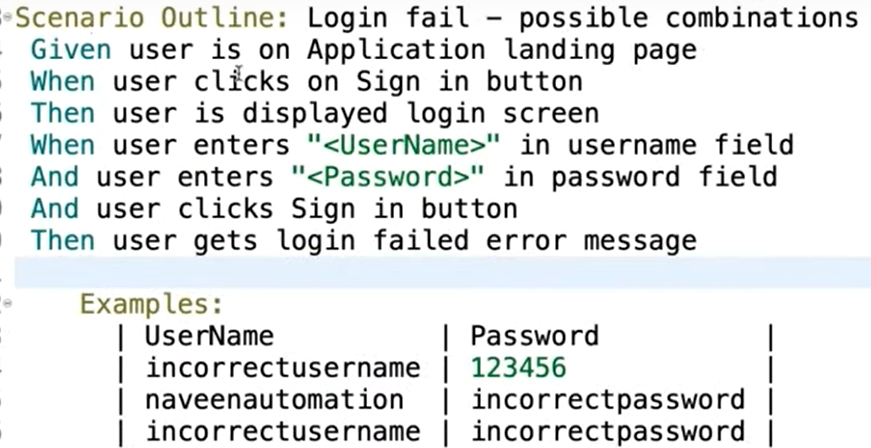 Scenario Outline: Login fail – possible combinations
Given user is on Application landing page
When user clicks on Sign in button
Then user is displayed login screen
When user enters "<UserName>" in username field
And user enters "<Password>" in password field
And user clicks Sign in button
Then user gets login failed error message
Examples:
| UserName | Password |
| incorrectusername | 123456 |
| naveenautomation | incorrectpassword |
| incorrectusername | incorrectpassword |